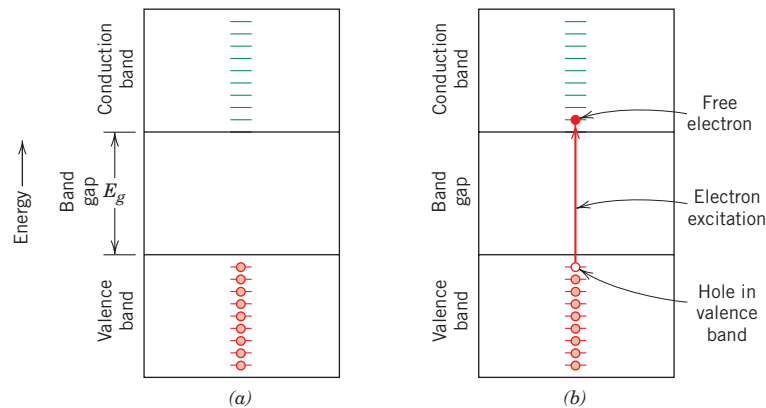 Energy
Conduction
band
Band
gap
E_g
Valence
band
(a)
Conduction
band
Band
gap
Valence
band
Free
electron
Electron
excitation
Hole in
valence
band
(b)